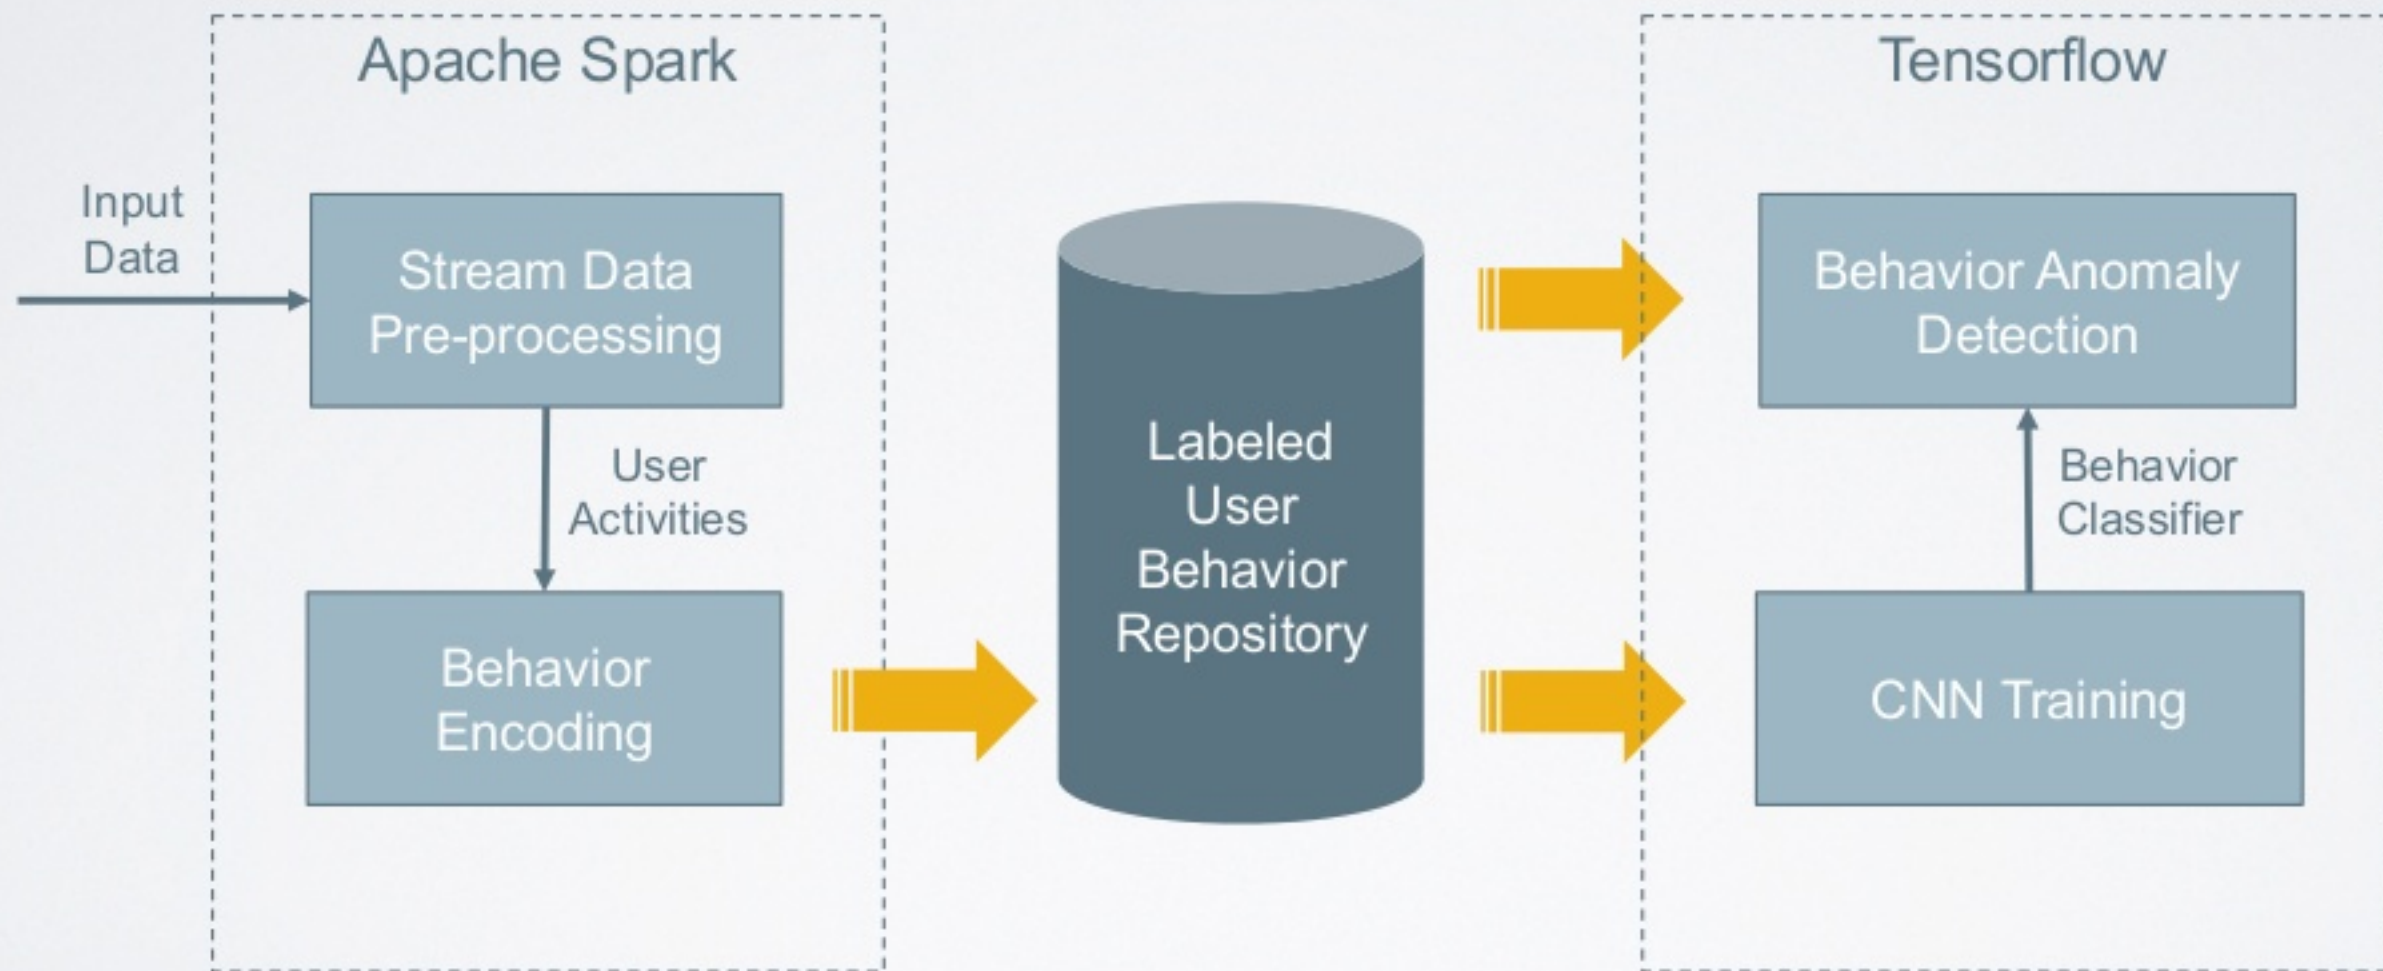 Apache Spark
Input
Data
Stream Data
Pre-processing
User
Activities
Behavior
Encoding
Labeled
User
Behavior
Repository
Tensorflow
Behavior Anomaly
Detection
Behavior
Classifier
CNN Training